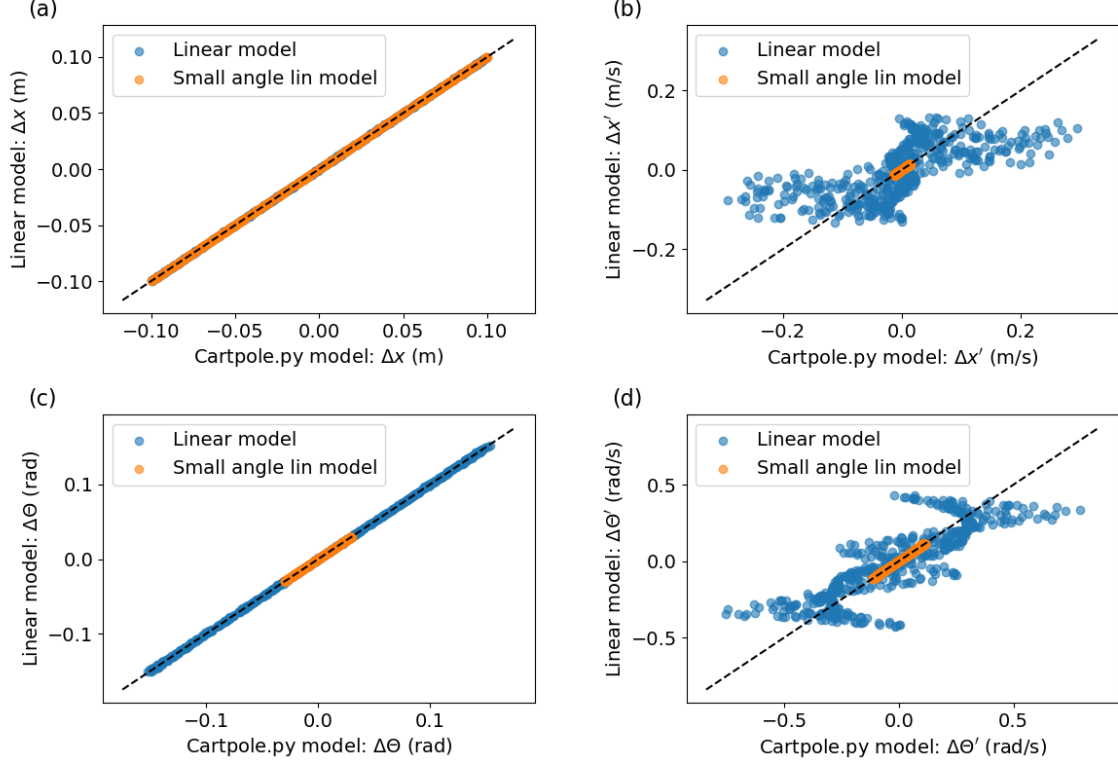 (a)
Linear model
Small angle lin model
0.10
0.05
0.00
−0.05
−0.10
Linear model: Δx (m)
−0.10 −0.05 0.00 0.05 0.10
Cartpole.py model: Δx (m)
(b)
Linear model
Small angle lin model
0.2
0.0
−0.2
Linear model: Δx′ (m/s)
−0.2 0.0 0.2
Cartpole.py model: Δx′ (m/s)
(c)
Linear model
Small angle lin model
0.1
0.0
−0.1
Linear model: ΔΘ (rad)
−0.1 0.0 0.1
Cartpole.py model: ΔΘ (rad)
(d)
Linear model
Small angle lin model
0.5
0.0
−0.5
Linear model: ΔΘ′ (rad/s)
−0.5 0.0 0.5
Cartpole.py model: ΔΘ′ (rad/s)